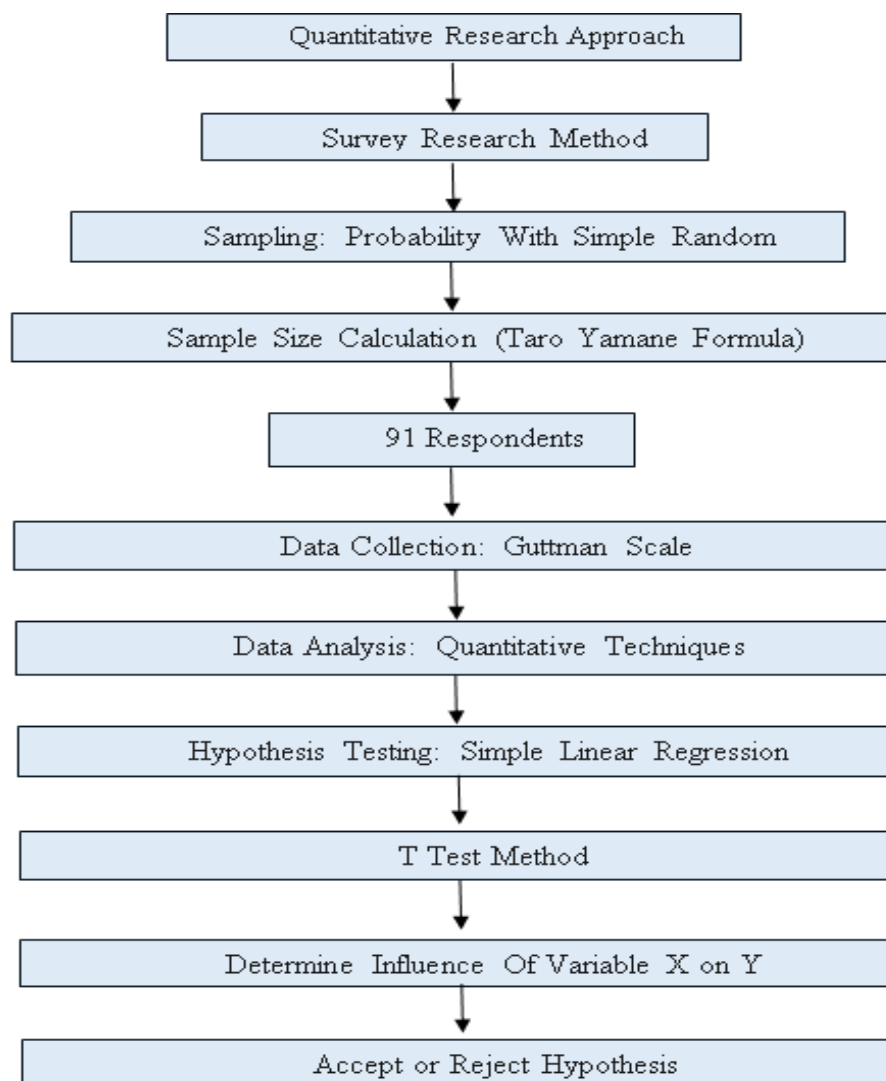 Quantitative Research Approach
Survey Research Method
Sampling: Probability With Simple Random
Sample Size Calculation (Taro Yamane Formula)
91 Respondents
Data Collection: Guttman Scale
Data Analysis: Quantitative Techniques
Hypothesis Testing: Simple Linear Regression
T Test Method
Determine Influence Of Variable X on Y
Accept or Reject Hypothesis